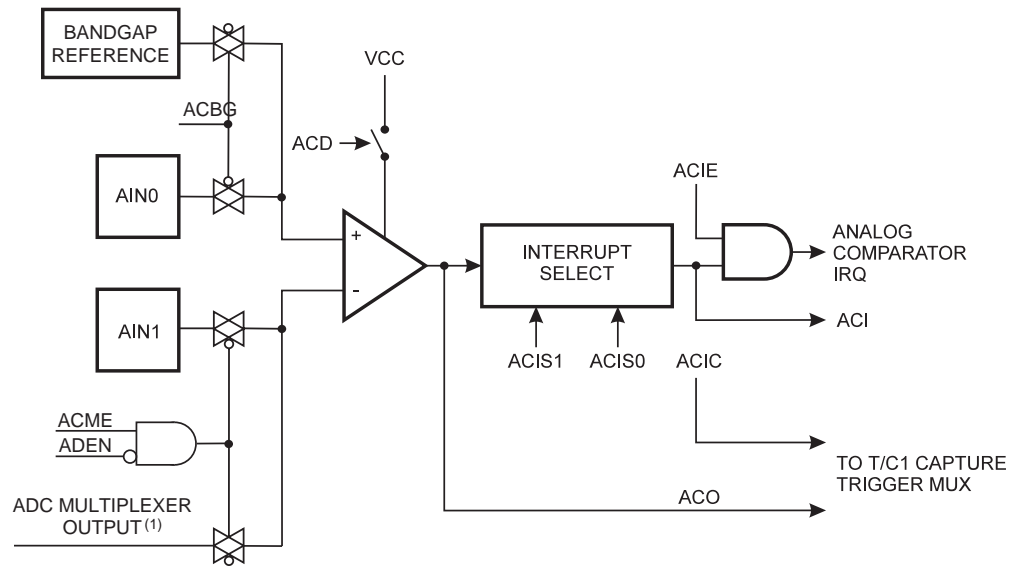 BANDGAP
REFERENCE
VCC
ACBG
ACD
AIN0
ACIE
+
-
INTERRUPT
SELECT
ANALOG
COMPARATOR
IRQ
AIN1
ACI
ACIS1
ACIS0
ACIC
ACME
ADEN
TO T/C1 CAPTURE
TRIGGER MUX
ACO
ADC MULTIPLEXER
OUTPUT (1)